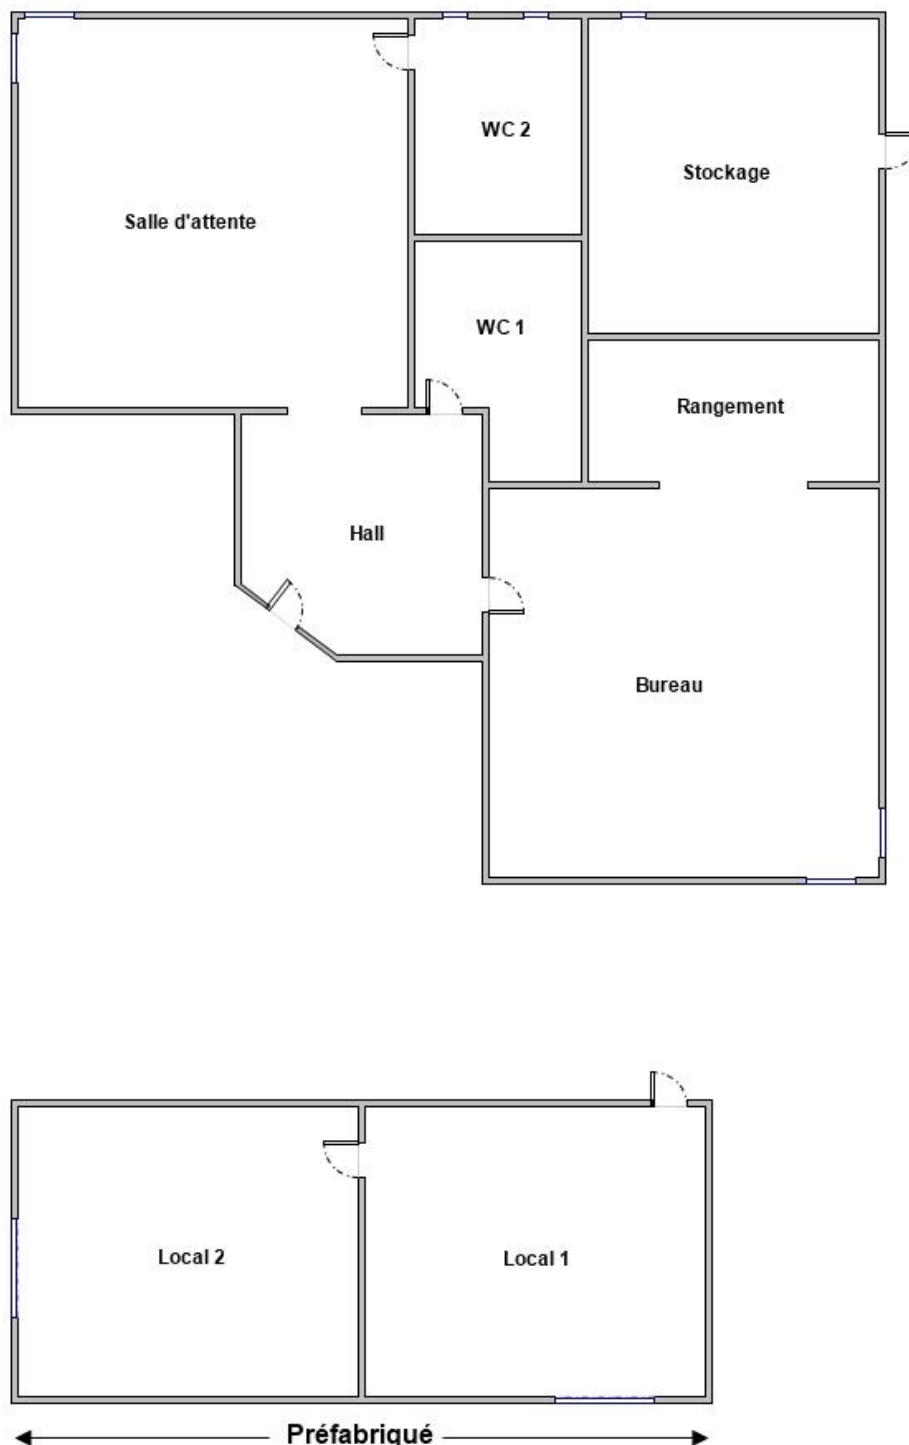 WC 2
Stockage
Salle d'attente
WC 1
Rangement
Hall
Bureau
Local 2
Local 1
Préfabriqué